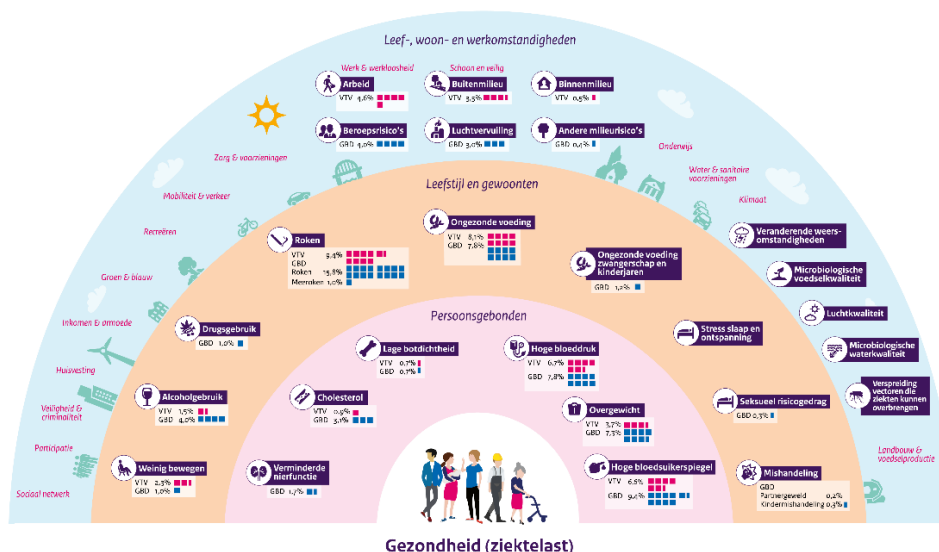 Leef-, woon- en werkomstandigheden
Werk & werkloosheid
Schoon en veilig
Arbeid
VTV 4,6%
Buitenmilieu
VTV 3,5%
Binnenmilieu
VTV 0,5%
Beroepsrisico's
GBD 4,0%
Luchtvervuiling
GBD 3,0%
Andere milieurisico's
GBD 0,4%
Zorg & voorzieningen
Mobiliteit & verkeer
Recreëren
Groen & blauw
Inkomen & armoede
Huisvesting
Veiligheid &
criminaliteit
Participatie
Sociaal netwerk
Onderwijs
Water & sanitaire
voorzieningen
Klimaat
Veranderende weers-
omstandigheden
Microbiologische
voedselkwaliteit
Luchtkwaliteit
Microbiologische
waterkwaliteit
Verspreiding
vectoren die
ziekten kunnen
overbrengen
Landbouw &
voedselproductie
Leefstijl en gewoonten
Roken
VTV 9,4%
GBD
Roken 15,8%
Meeroken 1,0%
Ongezonde voeding
VTV 8,1%
GBD 7,8%
Ongezonde voeding
zwangerschap en
kinderjaren
GBD 1,2%
Drugsgebruik
GBD 1,0%
Stress slaap en
ontspanning
Alcoholgebruik
VTV 1,5%
GBD 4,0%
Seksueel risicogedrag
GBD 0,3%
Weinig bewegen
VTV 2,3%
GBD 1,0%
Mishandeling
GBD
Partnergeweld 0,2%
Kindermishandeling 0,3%
Persoonsgebonden
Lage botdichtheid
VTV 0,7%
GBD 0,7%
Hoge bloeddruk
VTV 6,7%
GBD 7,8%
Cholesterol
VTV 0,9%
GBD 3,1%
Overgewicht
VTV 3,7%
GBD 7,3%
Verminderde
nierfunctie
GBD 1,7%
Hoge bloedsuikerspiegel
VTV 6,5%
GBD 9,4%
Gezondheid (ziektelast)